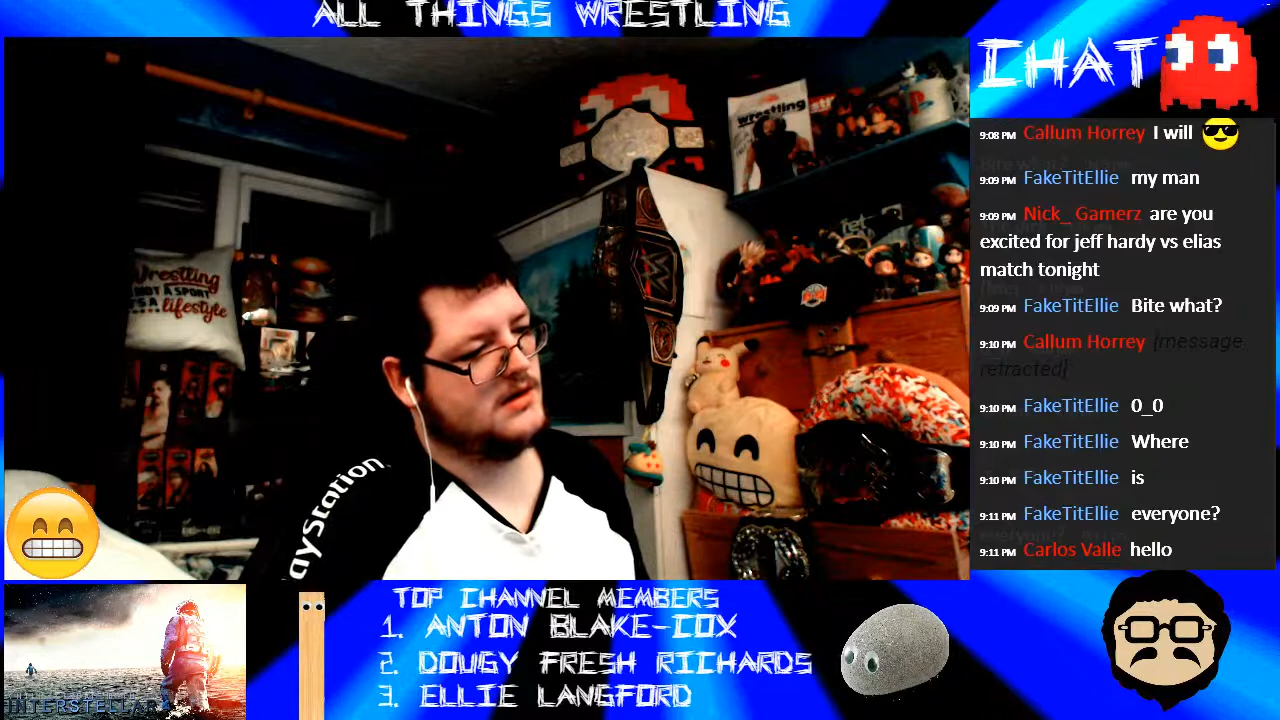 ALL THINGS WRESTLING
CHAT
wrestling
Wrestling
NOT A SPORT
IT'S A lifestyle
ayStation
9:08 PM Callum Horrey I will 😎
9:09 PM FakeTitEllie my man
9:09 PM Nick_ Gamerz are you
excited for jeff hardy vs elias
match tonight
9:09 PM FakeTitEllie Bite what?
9:10 PM Callum Horrey [message
retracted]
9:10 PM FakeTitEllie 0_0
9:10 PM FakeTitEllie Where
9:10 PM FakeTitEllie is
9:11 PM FakeTitEllie everyone?
9:11 PM Carlos Valle hello
INTERSTELLAR
TOP CHANNEL MEMBERS
1. ANTON BLAKE-COX
2. DOUGY FRESH RICHARDS
3. ELLIE LANGFORD